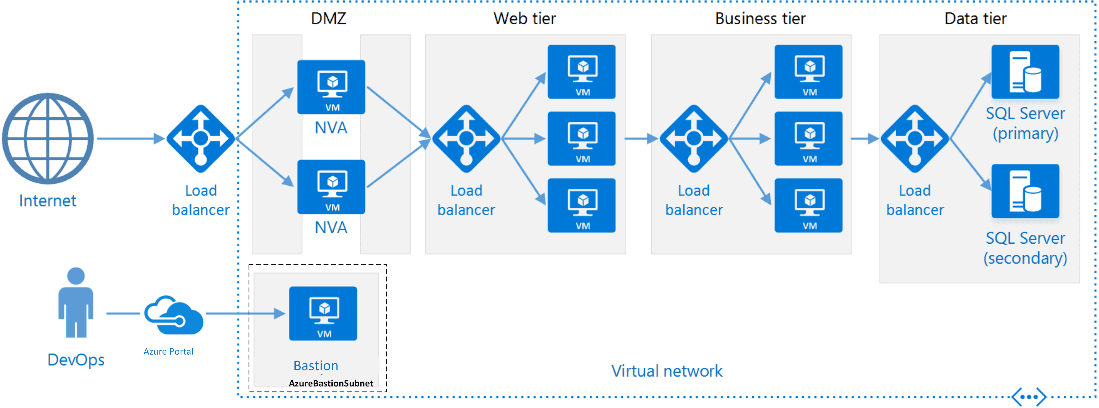 DMZ
Web tier
Business tier
Data tier
VM
NVA
VM
NVA
VM
VM
VM
VM
VM
VM
SQL Server
(primary)
SQL Server
(secondary)
Internet
Load
balancer
Load
balancer
Load
balancer
Load
balancer
DevOps
Azure Portal
VM
Bastion
AzureBastionSubnet
Virtual network